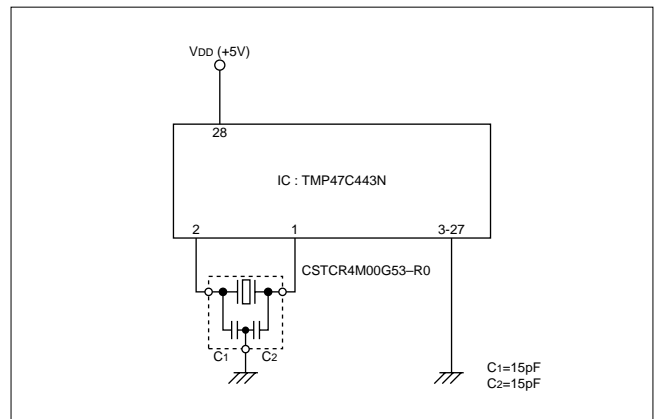 VDD (+5V)
28
IC : TMP47C443N
2 1 3-27
CSTCR4M00G53–R0
C1 C2
C1=15pF
C2=15pF